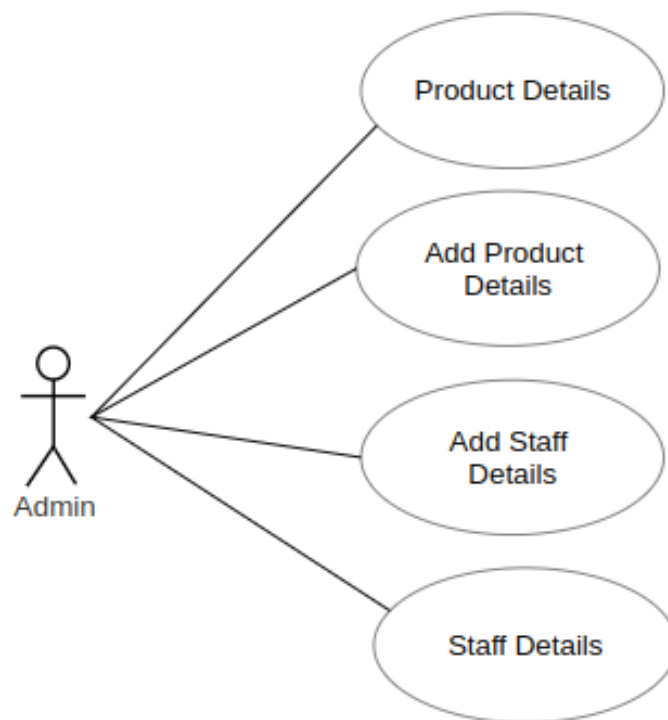 Product Details
Add Product
Details
Add Staff
Details
Admin
Staff Details